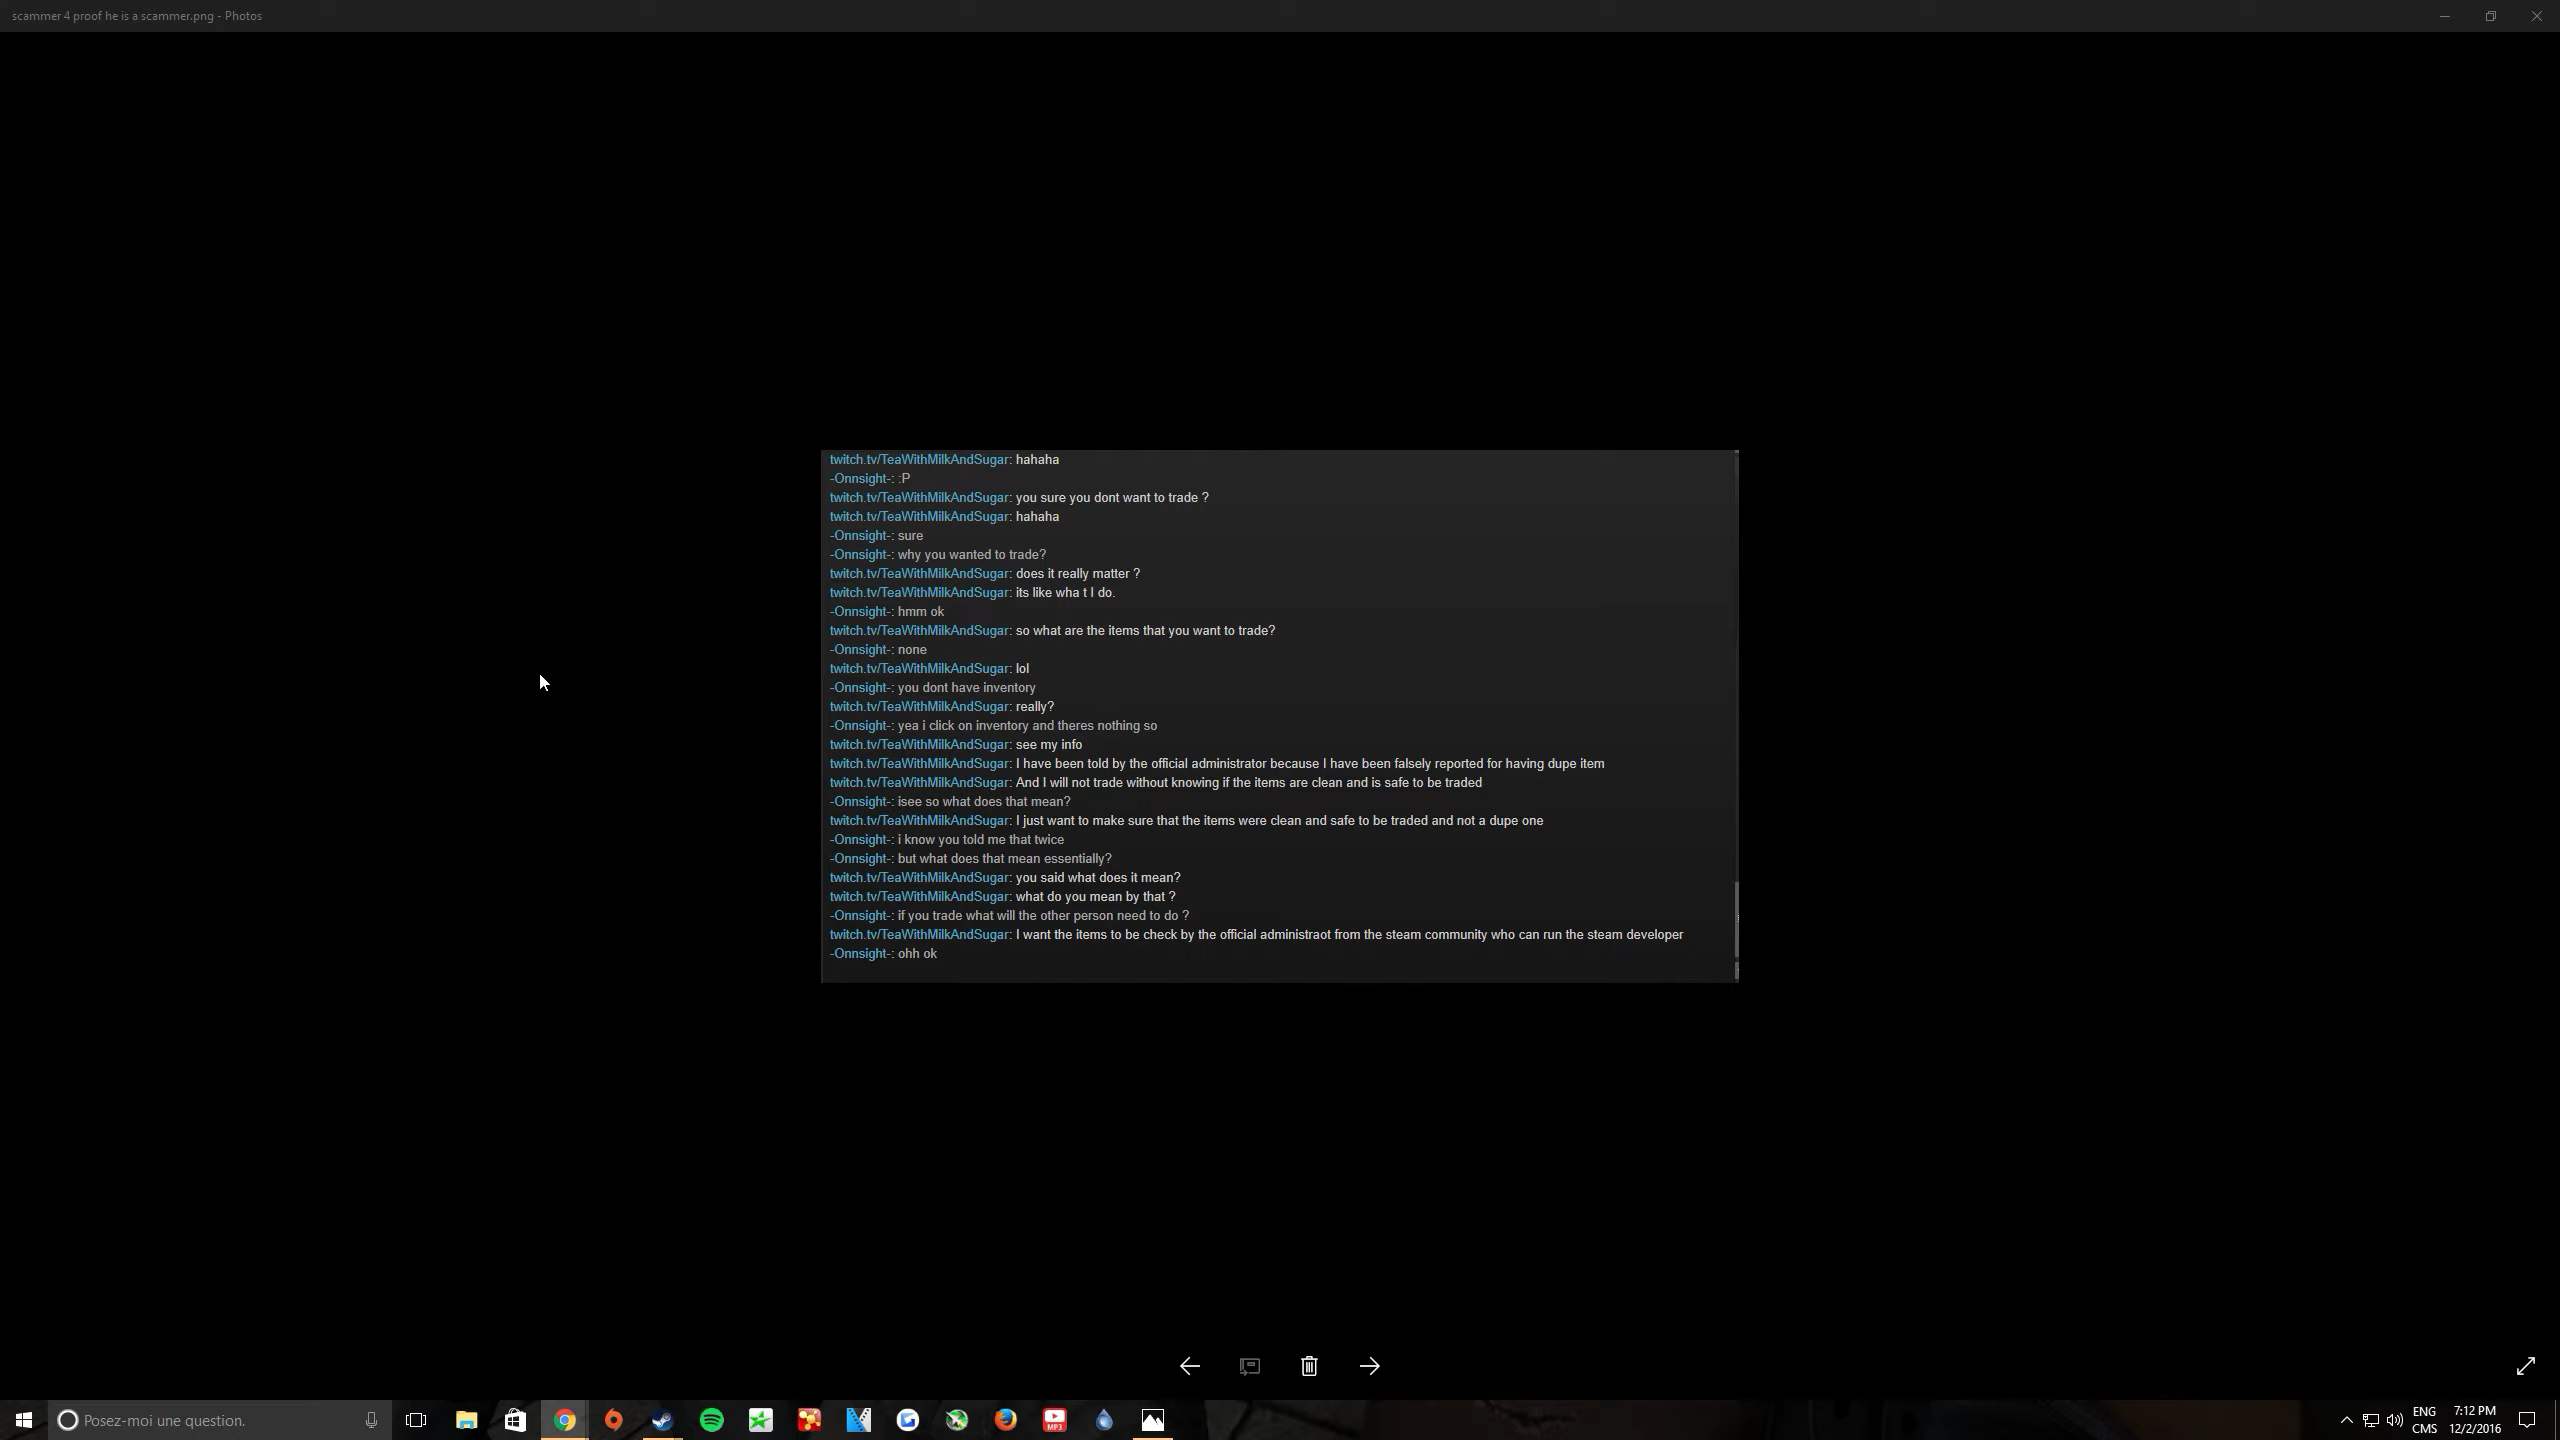 scammer 4 proof he is a scammer.png - Photos
twitch.tv/TeaWithMilkAndSugar: hahaha
-Onnsight-: :P
twitch.tv/TeaWithMilkAndSugar: you sure you dont want to trade ?
twitch.tv/TeaWithMilkAndSugar: hahaha
-Onnsight-: sure
-Onnsight-: why you wanted to trade?
twitch.tv/TeaWithMilkAndSugar: does it really matter ?
twitch.tv/TeaWithMilkAndSugar: its like wha t I do.
-Onnsight-: hmm ok
twitch.tv/TeaWithMilkAndSugar: so what are the items that you want to trade?
-Onnsight-: none
twitch.tv/TeaWithMilkAndSugar: lol
-Onnsight-: you dont have inventory
twitch.tv/TeaWithMilkAndSugar: really?
-Onnsight-: yea i click on inventory and theres nothing so
twitch.tv/TeaWithMilkAndSugar: see my info
twitch.tv/TeaWithMilkAndSugar: I have been told by the official administrator because I have been falsely reported for having dupe item
twitch.tv/TeaWithMilkAndSugar: And I will not trade without knowing if the items are clean and is safe to be traded
-Onnsight-: isee so what does that mean?
twitch.tv/TeaWithMilkAndSugar: I just want to make sure that the items were clean and safe to be traded and not a dupe one
-Onnsight-: i know you told me that twice
-Onnsight-: but what does that mean essentially?
twitch.tv/TeaWithMilkAndSugar: you said what does it mean?
twitch.tv/TeaWithMilkAndSugar: what do you mean by that ?
-Onnsight-: if you trade what will the other person need to do ?
twitch.tv/TeaWithMilkAndSugar: I want the items to be check by the official administraot from the steam community who can run the steam developer
-Onnsight-: ohh ok
Posez-moi une question.
MP3
ENG
CMS
7:12 PM
12/2/2016